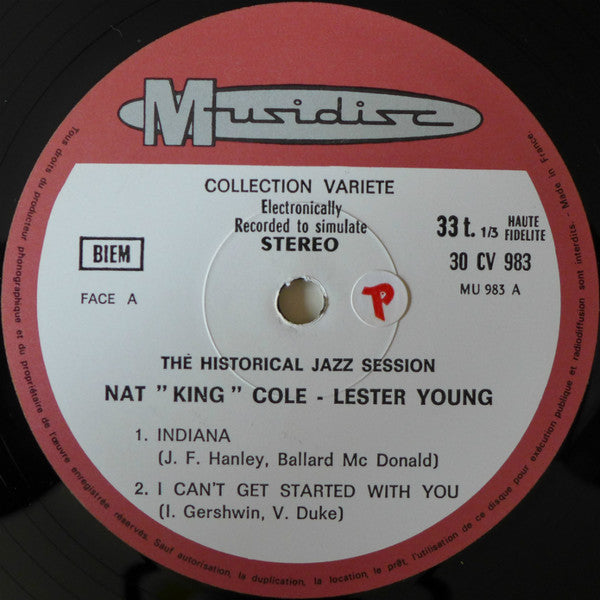 Musidisc
COLLECTION VARIETE
Electronically
Recorded to simulate
STEREO
BIEM
FACE A
33 t. 1/3 HAUTE FIDELITE
30 CV 983
MU 983 A
P
THE HISTORICAL JAZZ SESSION
NAT "KING" COLE - LESTER YOUNG
1. INDIANA
(J. F. Hanley, Ballard Mc Donald)
2. I CAN'T GET STARTED WITH YOU
(I. Gershwin, V. Duke)
Tous droits du producteur phonographique et du propriétaire de l'œuvre enregistrée réservés. Sauf autorisation, la duplication, la location, le prêt, l'utilisation de ce disque pour exécution publique et radiodiffusion sont interdits. - Made in France.